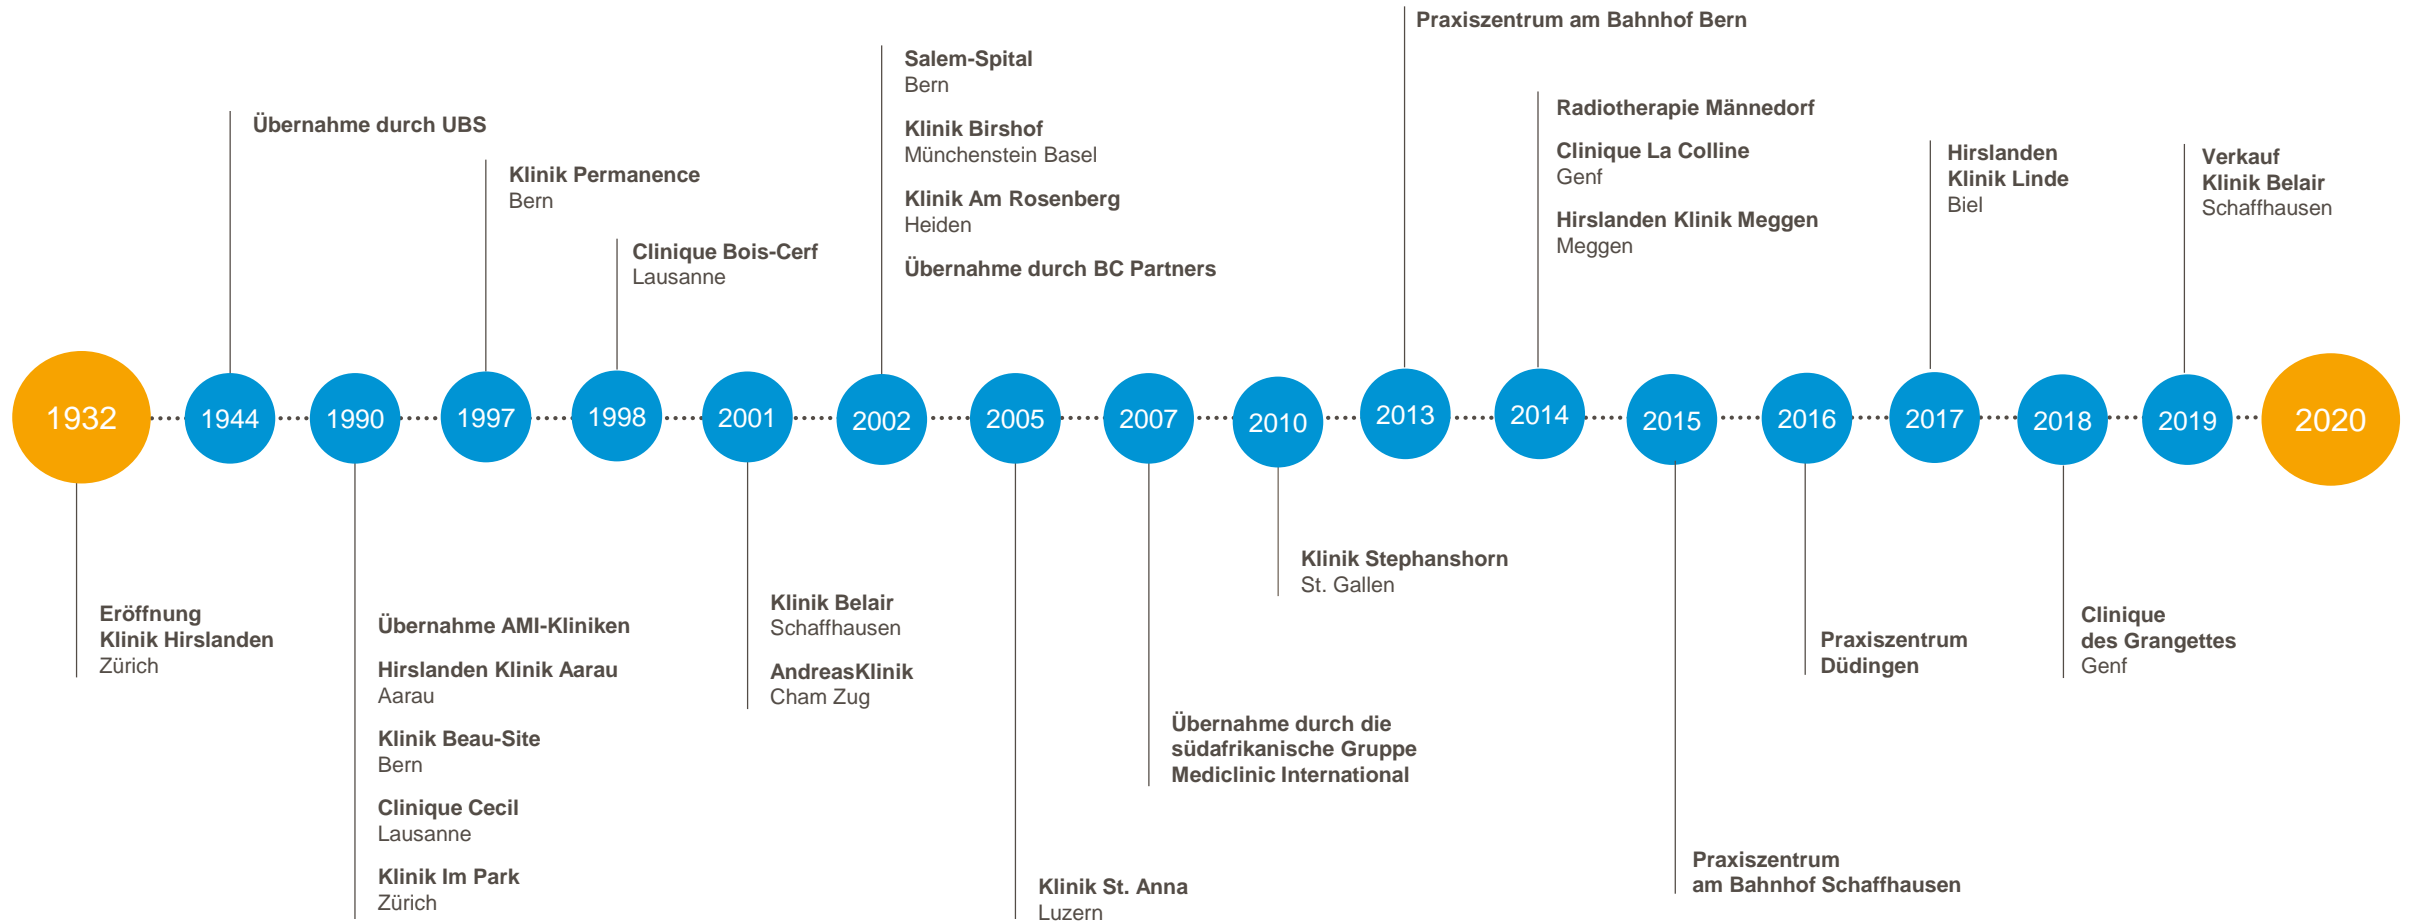 Praxiszentrum am Bahnhof Bern
Salem-Spital
Bern
Klinik Birshof
Münchenstein Basel
Klinik Am Rosenberg
Heiden
Übernahme durch BC Partners
Übernahme durch UBS
Klinik Permanence
Bern
Clinique Bois-Cerf
Lausanne
Radiotherapie Männedorf
Clinique La Colline
Genf
Hirslanden Klinik Meggen
Meggen
Hirslanden
Klinik Linde
Biel
Verkauf
Klinik Belair
Schaffhausen
1932
1944
1990
1997
1998
2001
2002
2005
2007
2010
2013
2014
2015
2016
2017
2018
2019
2020
Eröffnung
Klinik Hirslanden
Zürich
Übernahme AMI-Kliniken
Hirslanden Klinik Aarau
Aarau
Klinik Beau-Site
Bern
Clinique Cecil
Lausanne
Klinik Im Park
Zürich
Klinik Belair
Schaffhausen
AndreasKlinik
Cham Zug
Klinik St. Anna
Luzern
Übernahme durch die
südafrikanische Gruppe
Mediclinic International
Klinik Stephanshorn
St. Gallen
Praxiszentrum
am Bahnhof Schaffhausen
Praxiszentrum
Düdingen
Clinique
des Grangettes
Genf